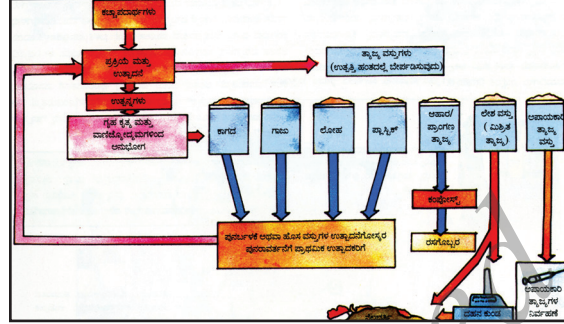 ಕಚ್ಚಾಪದಾರ್ಥಗಳು
ಪ್ರಕ್ರಿಯೆ ಮತ್ತು
ಉತ್ಪಾದನೆ
ತ್ಯಾಜ್ಯ ವಸ್ತುಗಳು
(ಉತ್ಪತ್ತಿ ಹಂತದಲ್ಲೆ ಬೇರ್ಪಡಿಸುವುದು)
ಉತ್ಪನ್ನಗಳು
ಗೃಹ ಕೃತ್ಯ ಮತ್ತು
ವಾಣಿಜ್ಯೋದ್ಯಮಗಳಿಂದ
ಅನುಭೋಗ
ಕಾಗದ
ಗಾಜು
ಲೋಹ
ಪ್ಲಾಸ್ಟಿಕ್
ಆಹಾರ/
ಪ್ರಾಂಗಣ
ತ್ಯಾಜ್ಯ
ಲೇಶ ವಸ್ತು
(ಮಿಶ್ರಿತ
ತ್ಯಾಜ್ಯ)
ಅಪಾಯಕಾರಿ
ತ್ಯಾಜ್ಯ
ವಸ್ತು
ಕಂಪೋಸ್ಟ್
ರಸಗೊಬ್ಬರ
ಪುನರ್ಬಳಕೆ ಅಥವಾ ಹೊಸ ವಸ್ತುಗಳ ಉತ್ಪಾದನೆಗೋಸ್ಕರ
ಪುನರಾವರ್ತನೆಗೆ ಪ್ರಾಥಮಿಕ ಉತ್ಪಾದಕರಿಗೆ
ದಹನ ಕುಂಡ
ಅಪಾಯಕಾರಿ
ತ್ಯಾಜ್ಯಗಳ
ನಿರ್ವಹಣೆ